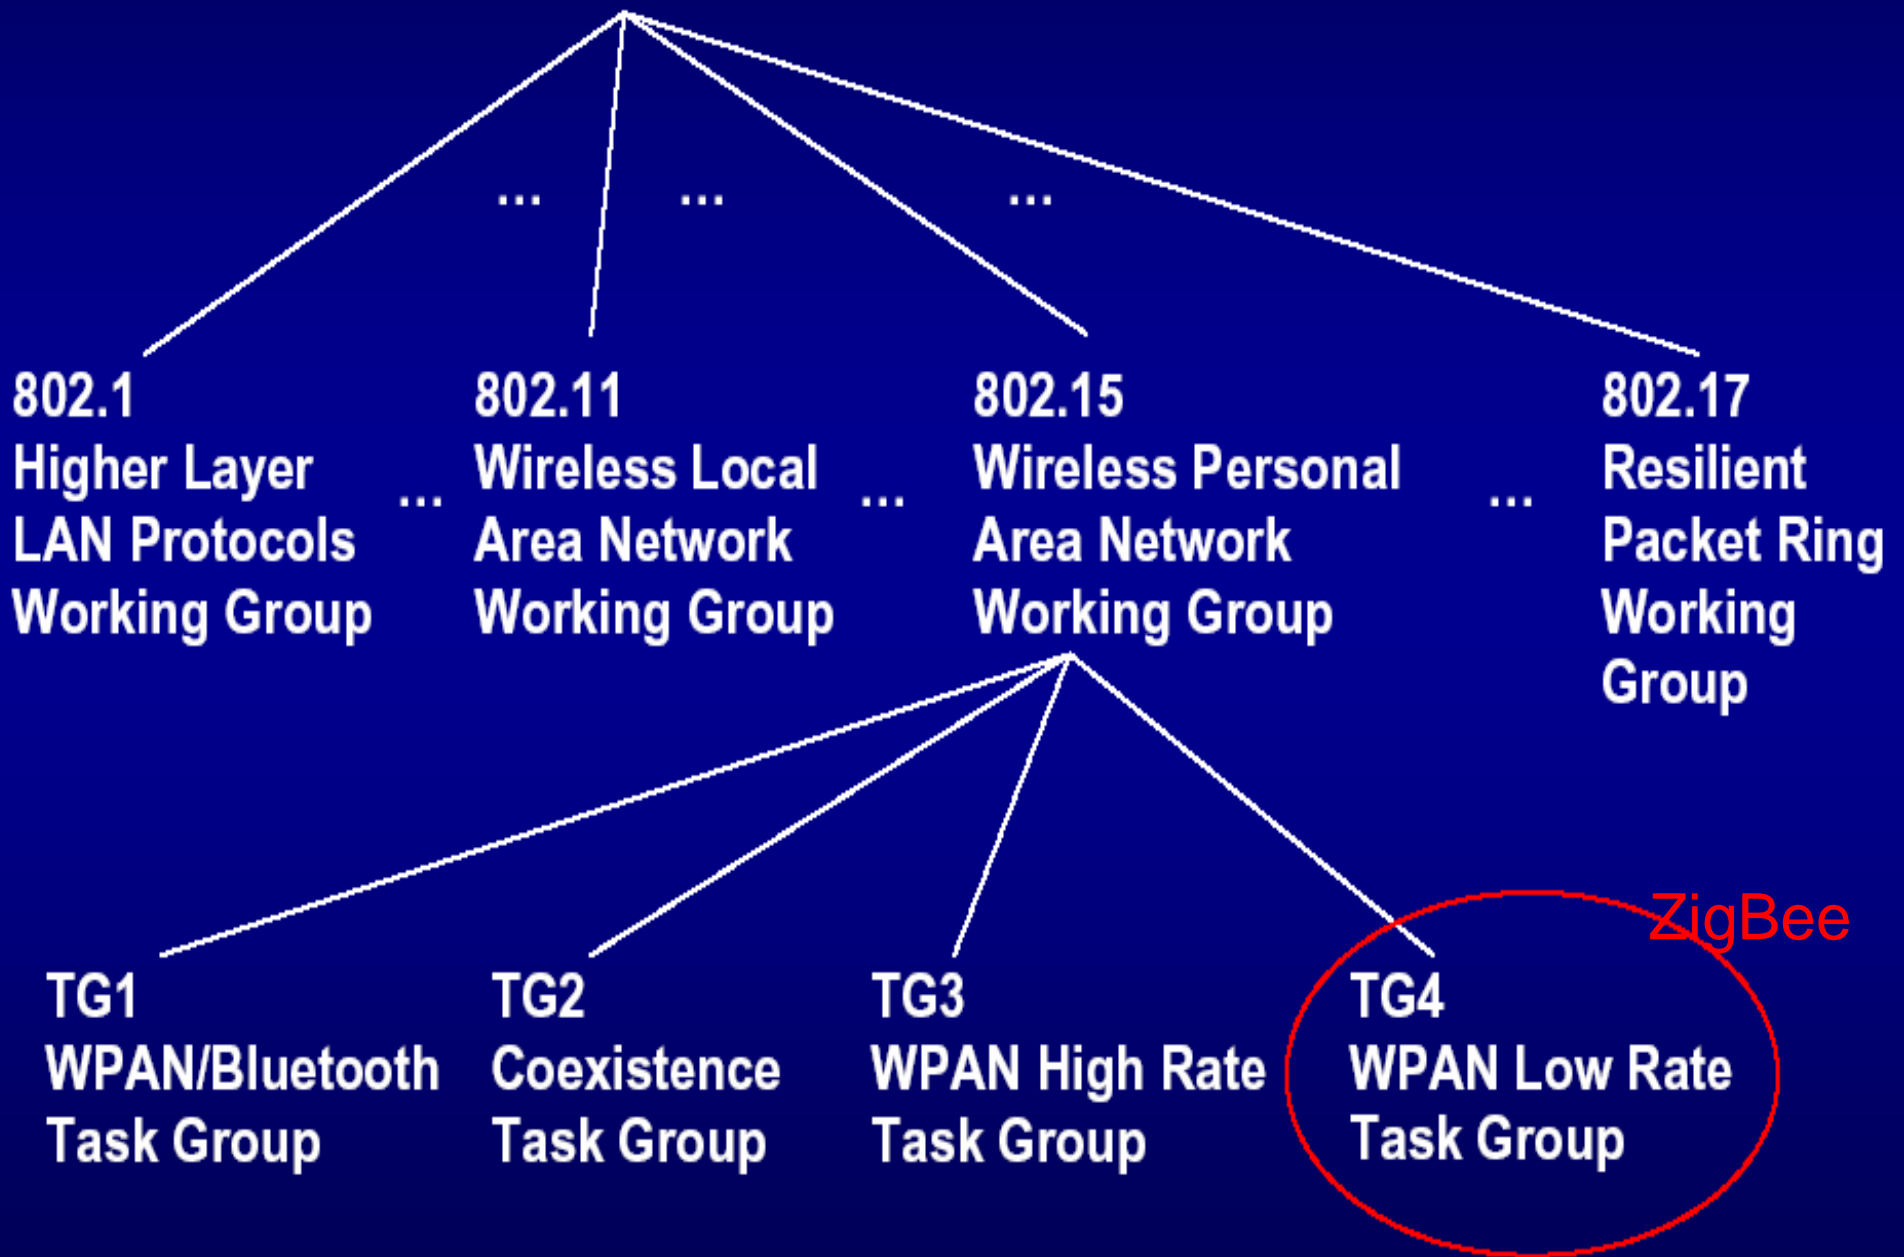 ... ... ...
802.1
Higher Layer
LAN Protocols
Working Group
...
802.11
Wireless Local
Area Network
Working Group
...
802.15
Wireless Personal
Area Network
Working Group
...
802.17
Resilient
Packet Ring
Working
Group
TG1
WPAN/Bluetooth
Task Group
TG2
Coexistence
Task Group
TG3
WPAN High Rate
Task Group
ZigBee
TG4
WPAN Low Rate
Task Group